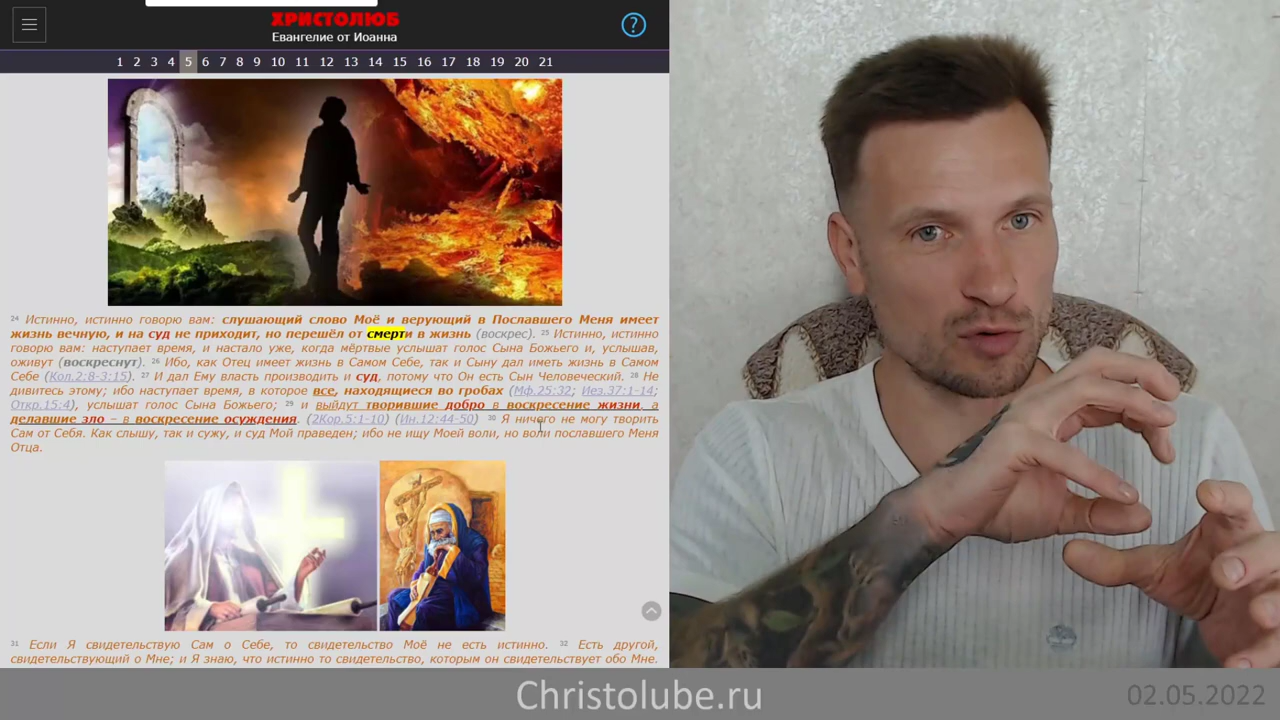 ХРИСТОЛЮБ
Евангелие от Иоанна
?
1 2 3 4 5 6 7 8 9 10 11 12 13 14 15 16 17 18 19 20 21
24 Истинно, истинно говорю вам: слушающий слово Моё и верующий в Пославшего Меня имеет
жизнь вечную, и на суд не приходит, но перешёл от смерти в жизнь (воскрес). 25 Истинно, истинно
говорю вам: наступает время, и настало уже, когда мёртвые услышат голос Сына Божьего и, услышав,
оживут (воскреснут). 26 Ибо, как Отец имеет жизнь в Самом Себе, так и Сыну дал иметь жизнь в Самом
Себе (Кол.2:8-3:15). 27 И дал Ему власть производить и суд, потому что Он есть Сын Человеческий. 28 Не
дивитесь этому; ибо наступает время, в которое все, находящиеся во гробах (Мф.25:32; Иез.37:1-14;
Откр.15:4), услышат голос Сына Божьего; 29 и выйдут творившие добро в воскресение жизни, а
делавшие зло – в воскресение осуждения. (2Кор.5:1-10) (Ин.12:44-50) 30 Я ничего не могу творить
Сам от Себя. Как слышу, так и сужу, и суд Мой праведен; ибо не ищу Моей воли, но воли пославшего Меня
Отца.
31 Если Я свидетельствую Сам о Себе, то свидетельство Моё не есть истинно. 32 Есть другой,
свидетельствующий о Мне; и Я знаю, что истинно то свидетельство, которым он свидетельствует обо Мне.
Christolube.ru
02.05.2022